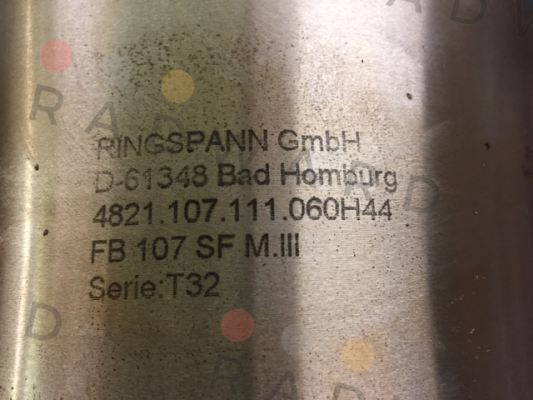 RINGSPANN GmbH
D-61348 Bad Homburg
4821.107.111.060H44
FB 107 SF M.III
Serie:T32